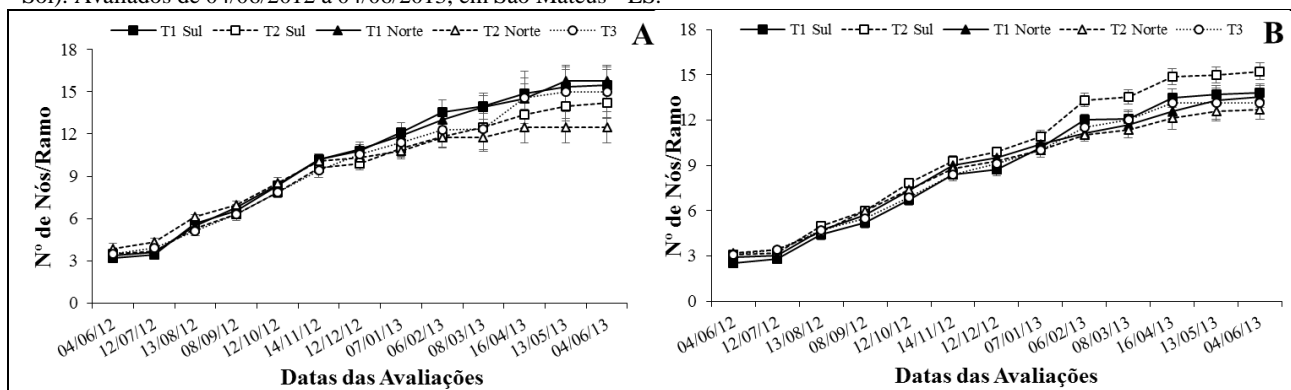 Sol). Avaliados de 04/06/2012 a 04/06/2013, em São Mateus - ES.
T1 Sul T2 Sul T1 Norte T2 Norte T3 A
18
15
12
9
6
3
0
Nº de Nós/Ramo
04/06/12 12/07/12 13/08/12 08/09/12 12/10/12 14/11/12 12/12/12 07/01/13 06/02/13 08/03/13 16/04/13 13/05/13 04/06/13
Datas das Avaliações
T1 Sul T2 Sul T1 Norte T2 Norte T3 B
18
15
12
9
6
3
0
Nº de Nós/Ramo
04/06/12 12/07/12 13/08/12 08/09/12 12/10/12 14/11/12 12/12/12 07/01/13 06/02/13 08/03/13 16/04/13 13/05/13 04/06/13
Datas das Avaliações